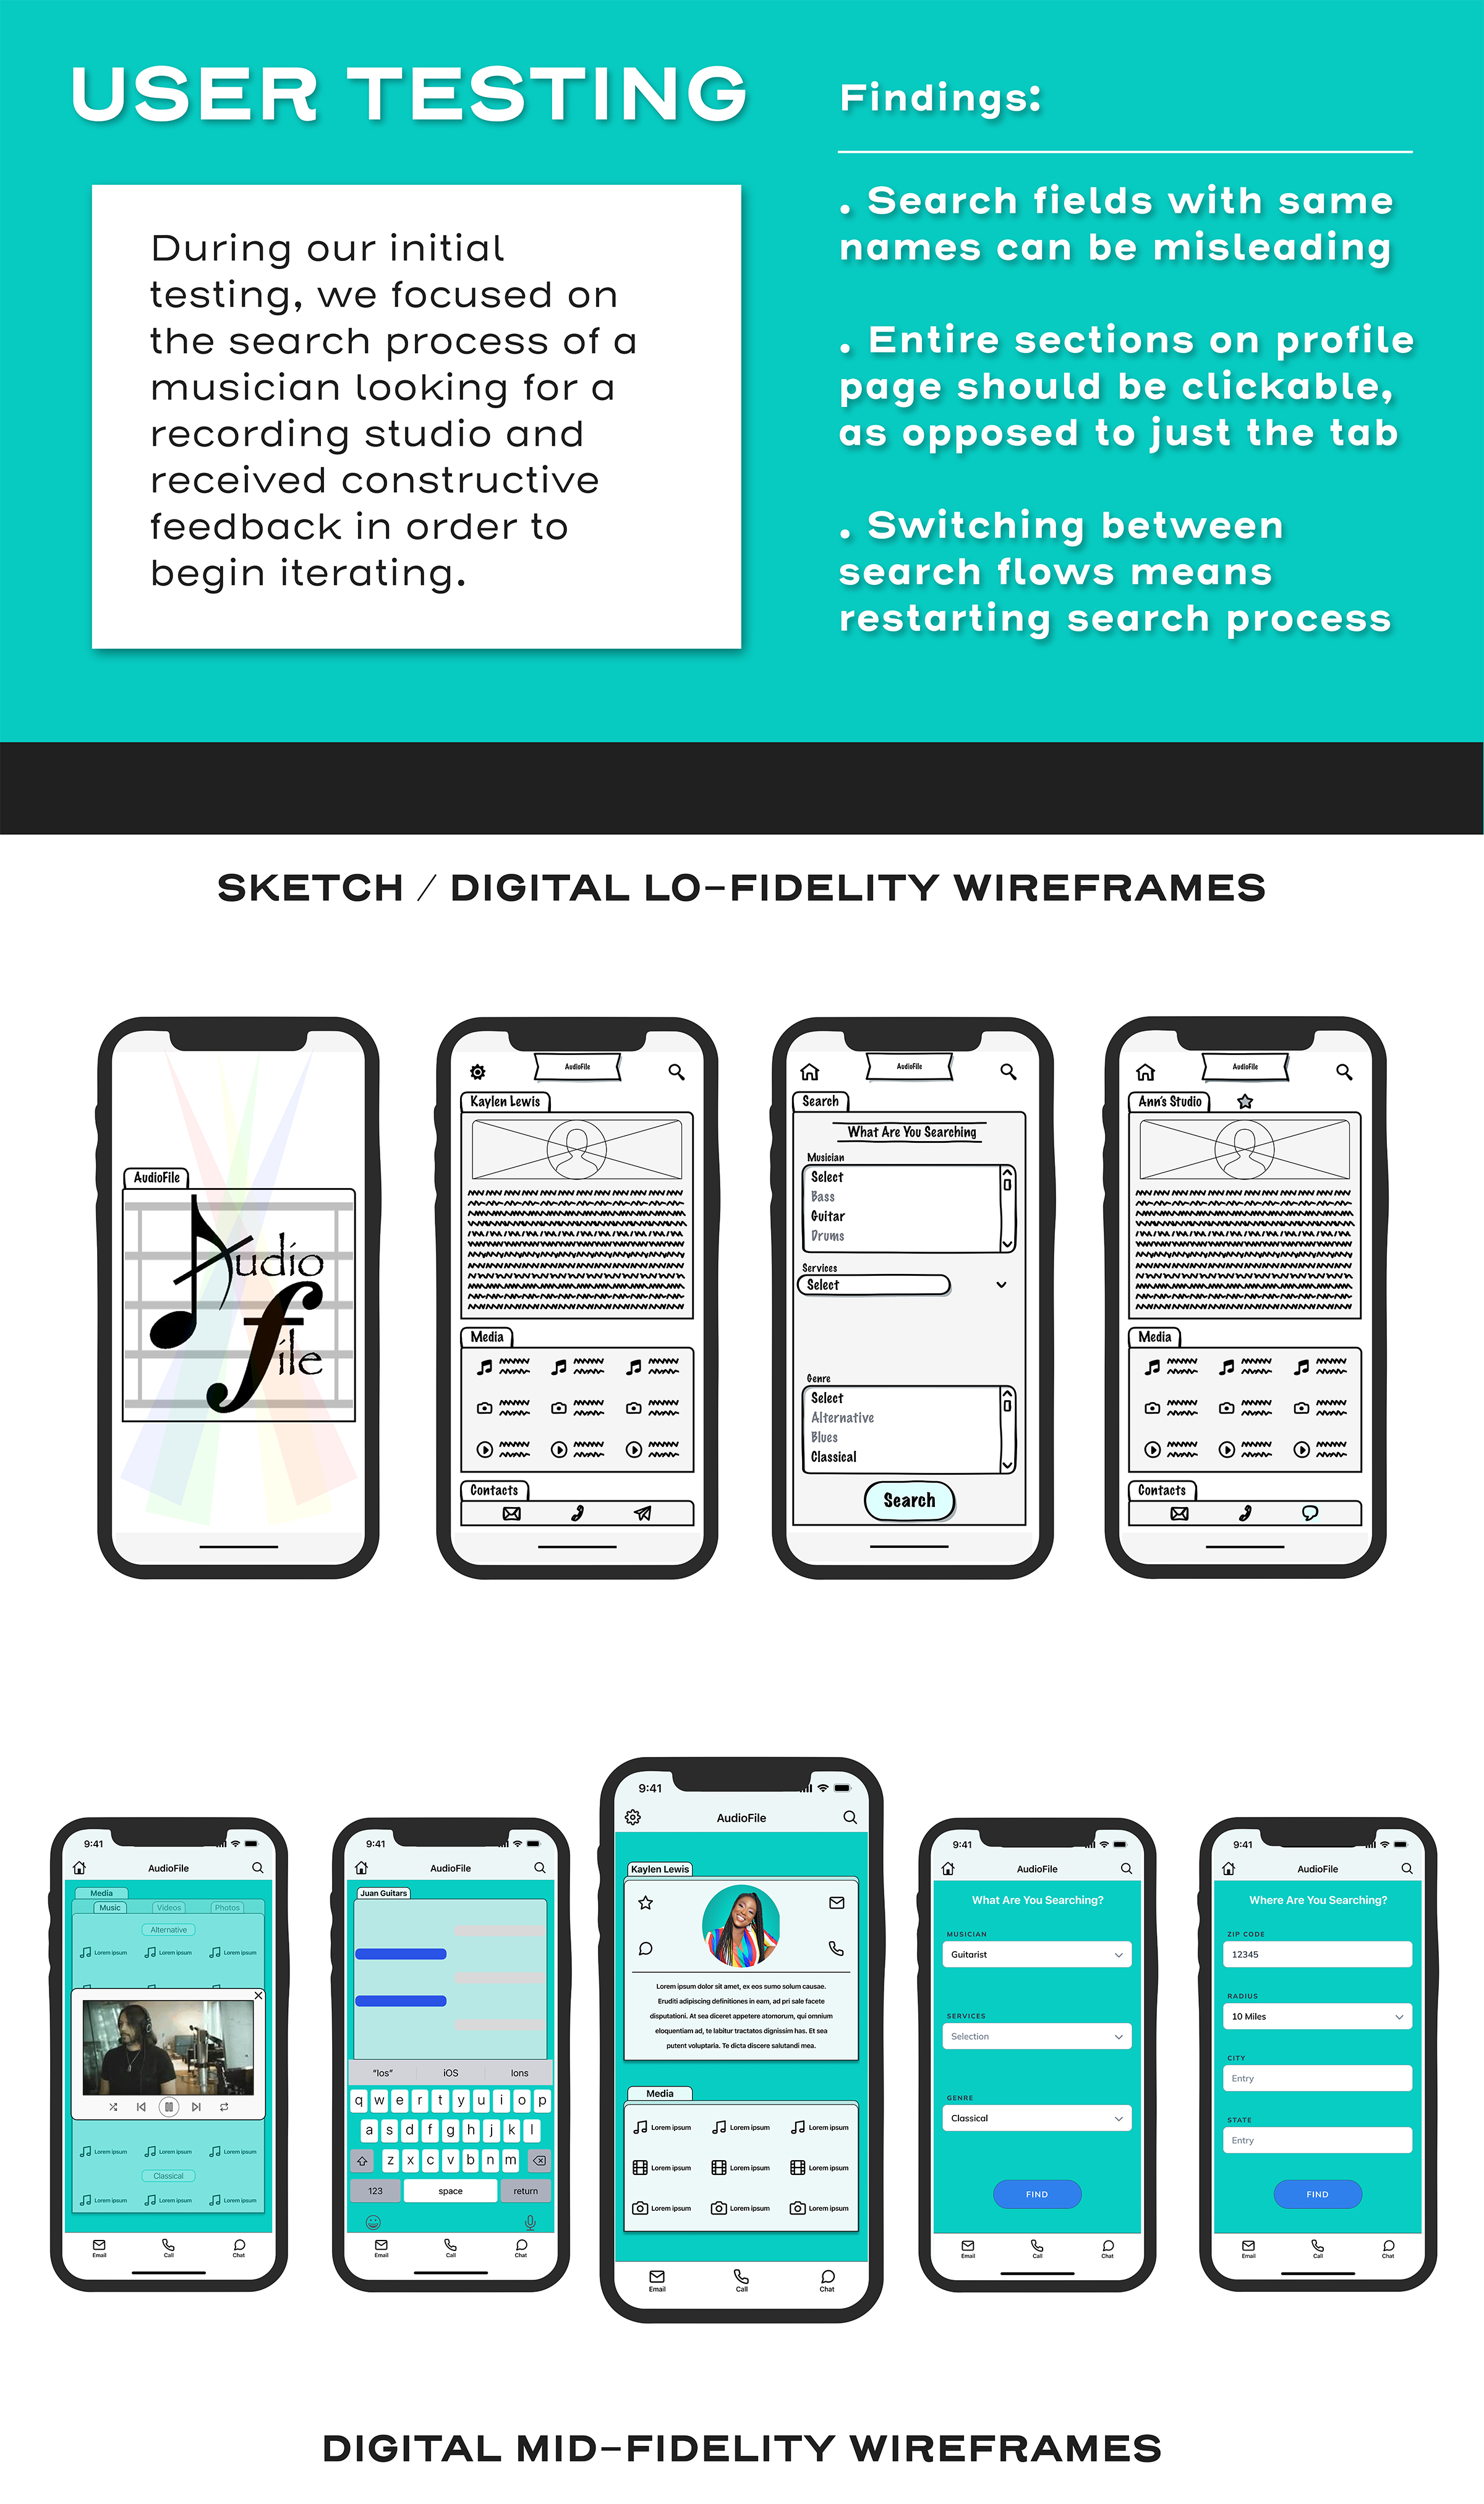 USER TESTING
During our initial
testing, we focused on
the search process of a
musician looking for a
recording studio and
received constructive
feedback in order to
begin iterating.
Findings:
. Search fields with same
names can be misleading
. Entire sections on profile
page should be clickable,
as opposed to just the tab
. Switching between
search flows means
restarting search process
SKETCH / DIGITAL LO-FIDELITY WIREFRAMES
AudioFile
Audio
file
AudioFile
Kaylen Lewis
Media
Contacts
AudioFile
Search
What Are You Searching
Musician
Select
Bass
Guitar
Drums
Services
Select
Genre
Select
Alternative
Blues
Classical
Search
AudioFile
Ann's Studio
Media
Contacts
9:41
AudioFile
Media
Music Videos Photos
Alternative
Lorem ipsum Lorem ipsum Lorem ipsum
Lorem ipsum Lorem ipsum Lorem ipsum
Classical
Lorem ipsum Lorem ipsum Lorem ipsum
Email Call Chat
9:41
AudioFile
Juan Guitars
"Ios" iOS Ions
q w e r t y u i o p
a s d f g h j k l
z x c v b n m
123 space return
Email Call Chat
9:41
AudioFile
Kaylen Lewis
Lorem ipsum dolor sit amet, ex eos sumo solum causae.
Eruditi adipiscing definitiones in eam, ad pri sale facete
disputationi. At sea diceret appetere atomorum, qui omnium
eloquentiam ad, te labitur tractatos dignissim has. Et sea
putent voluptaria. Te dicta discere salutandi mea.
Media
Lorem ipsum Lorem ipsum Lorem ipsum
Lorem ipsum Lorem ipsum Lorem ipsum
Lorem ipsum Lorem ipsum Lorem ipsum
Email Call Chat
9:41
AudioFile
What Are You Searching?
MUSICIAN
Guitarist
SERVICES
Selection
GENRE
Classical
FIND
Email Call Chat
9:41
AudioFile
Where Are You Searching?
ZIP CODE
12345
RADIUS
10 Miles
CITY
Entry
STATE
Entry
FIND
Email Call Chat
DIGITAL MID-FIDELITY WIREFRAMES